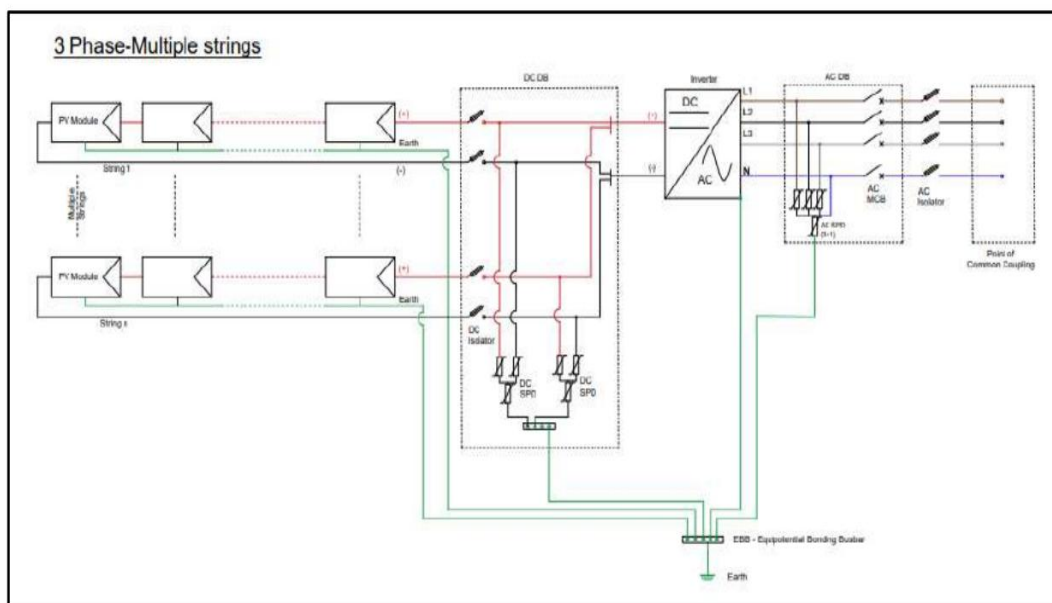 3 Phase-Multiple strings
DC DB
Inverter
AC DB
PV Module
(+)
Earth
(-)
String 1
Multiple
Strings
PV Module
(+)
Earth
String n
DC
Isolator
DC
SPD
DC
SPD
(-)
DC
AC
L1
L2
L3
N
AC
MCB
AC
Isolator
AC SPD
(3+1)
Point of
Common Coupling
EBB - Equipotential Bonding Busbar
Earth